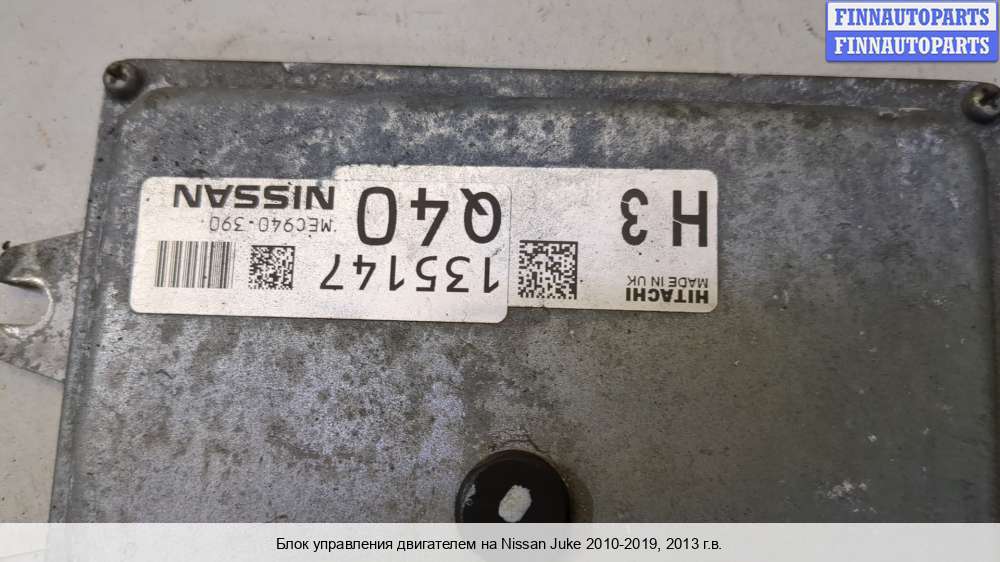 FINNAUTOPARTS
FINNAUTOPARTS
H3
HITACHI
MADE IN UK
Q40
NISSAN
MEC940-390
135147
Блок управления двигателем на Nissan Juke 2010-2019, 2013 г.в.